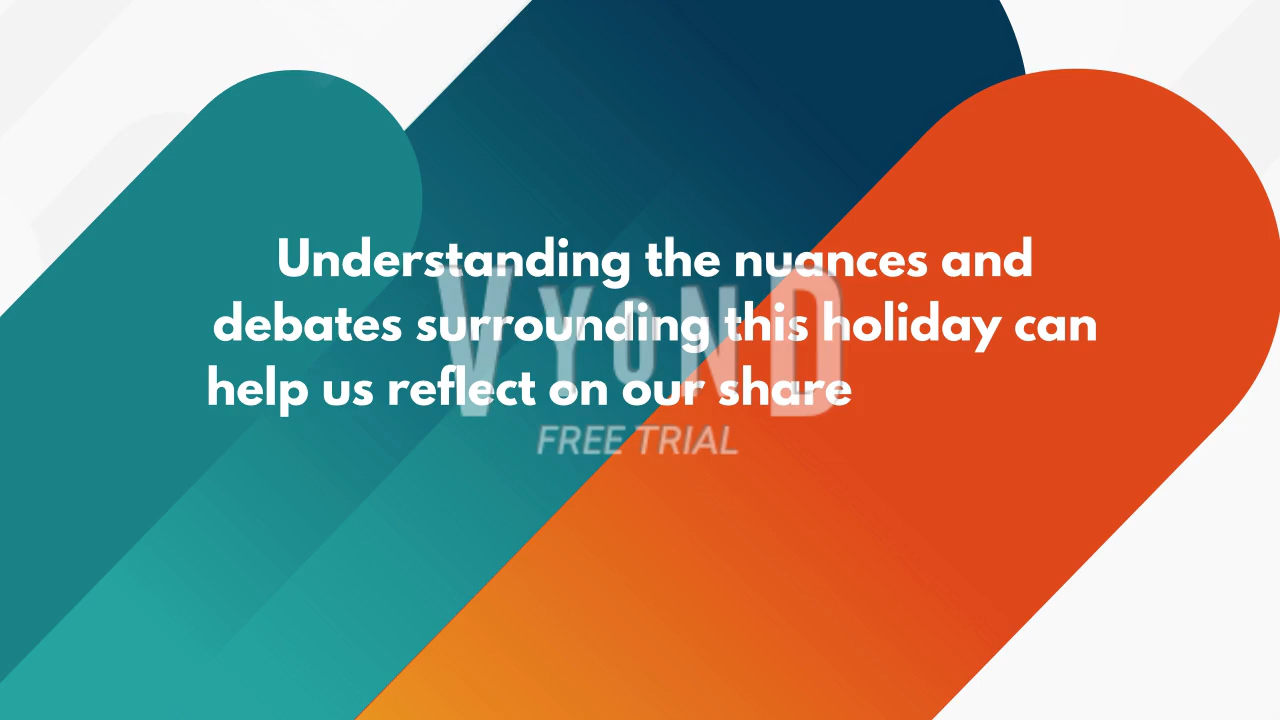 Understanding the nuances and
debates surrounding this holiday can
help us reflect on our share
VYOND
FREE TRIAL